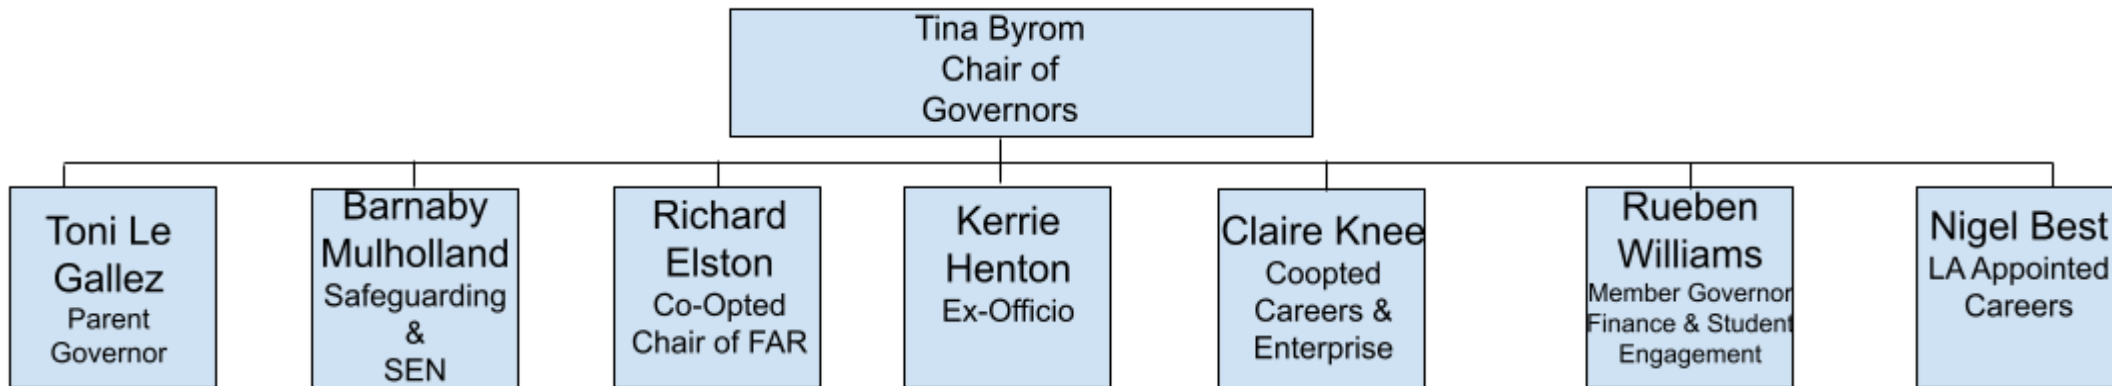 Tina Byrom
Chair of
Governors
Toni Le
Gallez
Parent
Governor
Barnaby
Mulholland
Safeguarding
&
SEN
Richard
Elston
Co-Opted
Chair of FAR
Kerrie
Henton
Ex-Officio
Claire Knee
Coopted
Careers &
Enterprise
Rueben
Williams
Member Governor
Finance & Student
Engagement
Nigel Best
LA Appointed
Careers